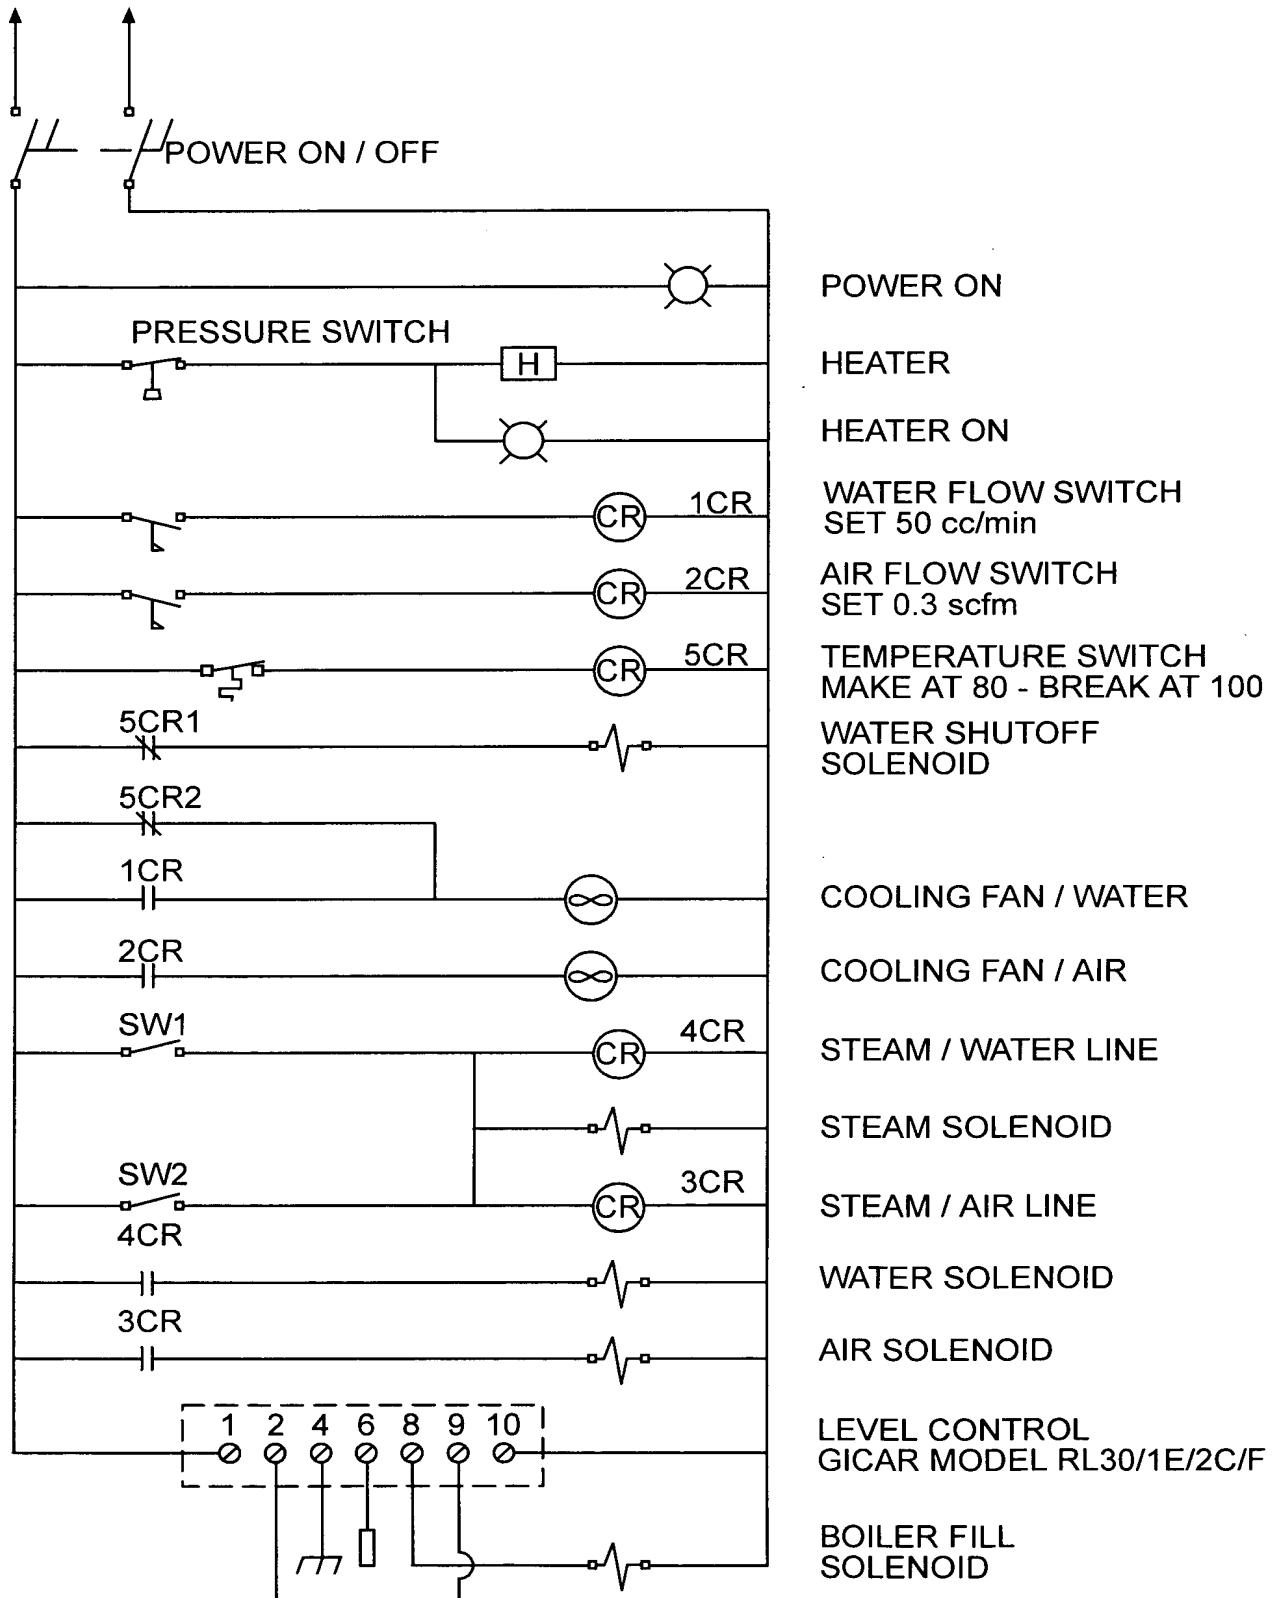 POWER ON / OFF
POWER ON
PRESSURE SWITCH
H
HEATER
HEATER ON
CR
1CR
WATER FLOW SWITCH
SET 50 cc/min
CR
2CR
AIR FLOW SWITCH
SET 0.3 scfm
CR
5CR
TEMPERATURE SWITCH
MAKE AT 80 - BREAK AT 100
5CR1
WATER SHUTOFF
SOLENOID
5CR2
1CR
COOLING FAN / WATER
2CR
COOLING FAN / AIR
SW1
CR
4CR
STEAM / WATER LINE
STEAM SOLENOID
SW2
CR
3CR
STEAM / AIR LINE
4CR
WATER SOLENOID
3CR
AIR SOLENOID
1 2 4 6 8 9 10
LEVEL CONTROL
GICAR MODEL RL30/1E/2C/F
BOILER FILL
SOLENOID